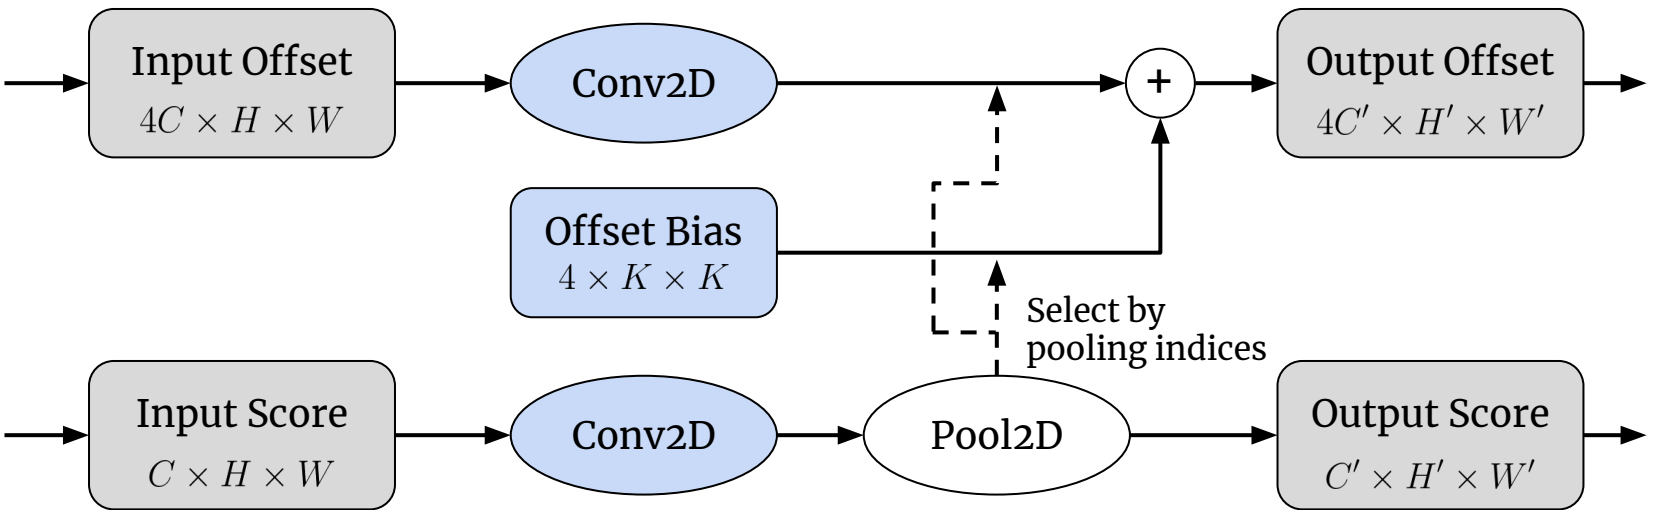 Input Offset
4C × H × W
Conv2D
+
Output Offset
4C′ × H′ × W′
Offset Bias
4 × K × K
Select by
pooling indices
Input Score
C × H × W
Conv2D
Pool2D
Output Score
C′ × H′ × W′